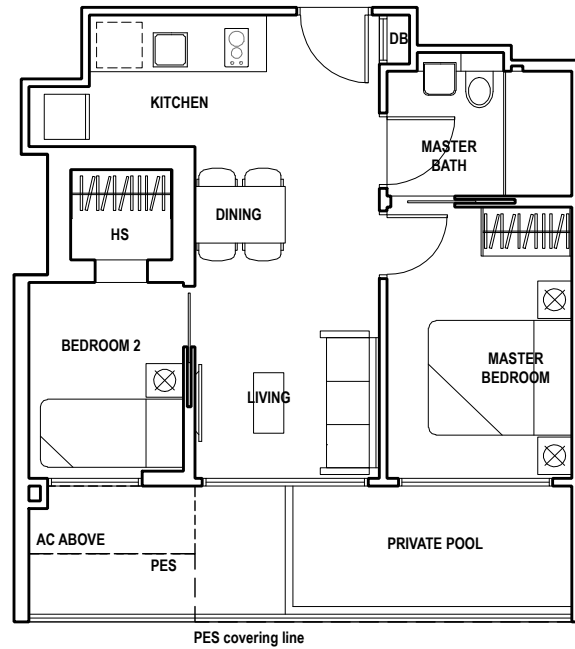 DB
KITCHEN
MASTER
BATH
DINING
HS
BEDROOM 2
MASTER
BEDROOM
LIVING
AC ABOVE
PRIVATE POOL
PES
PES covering line